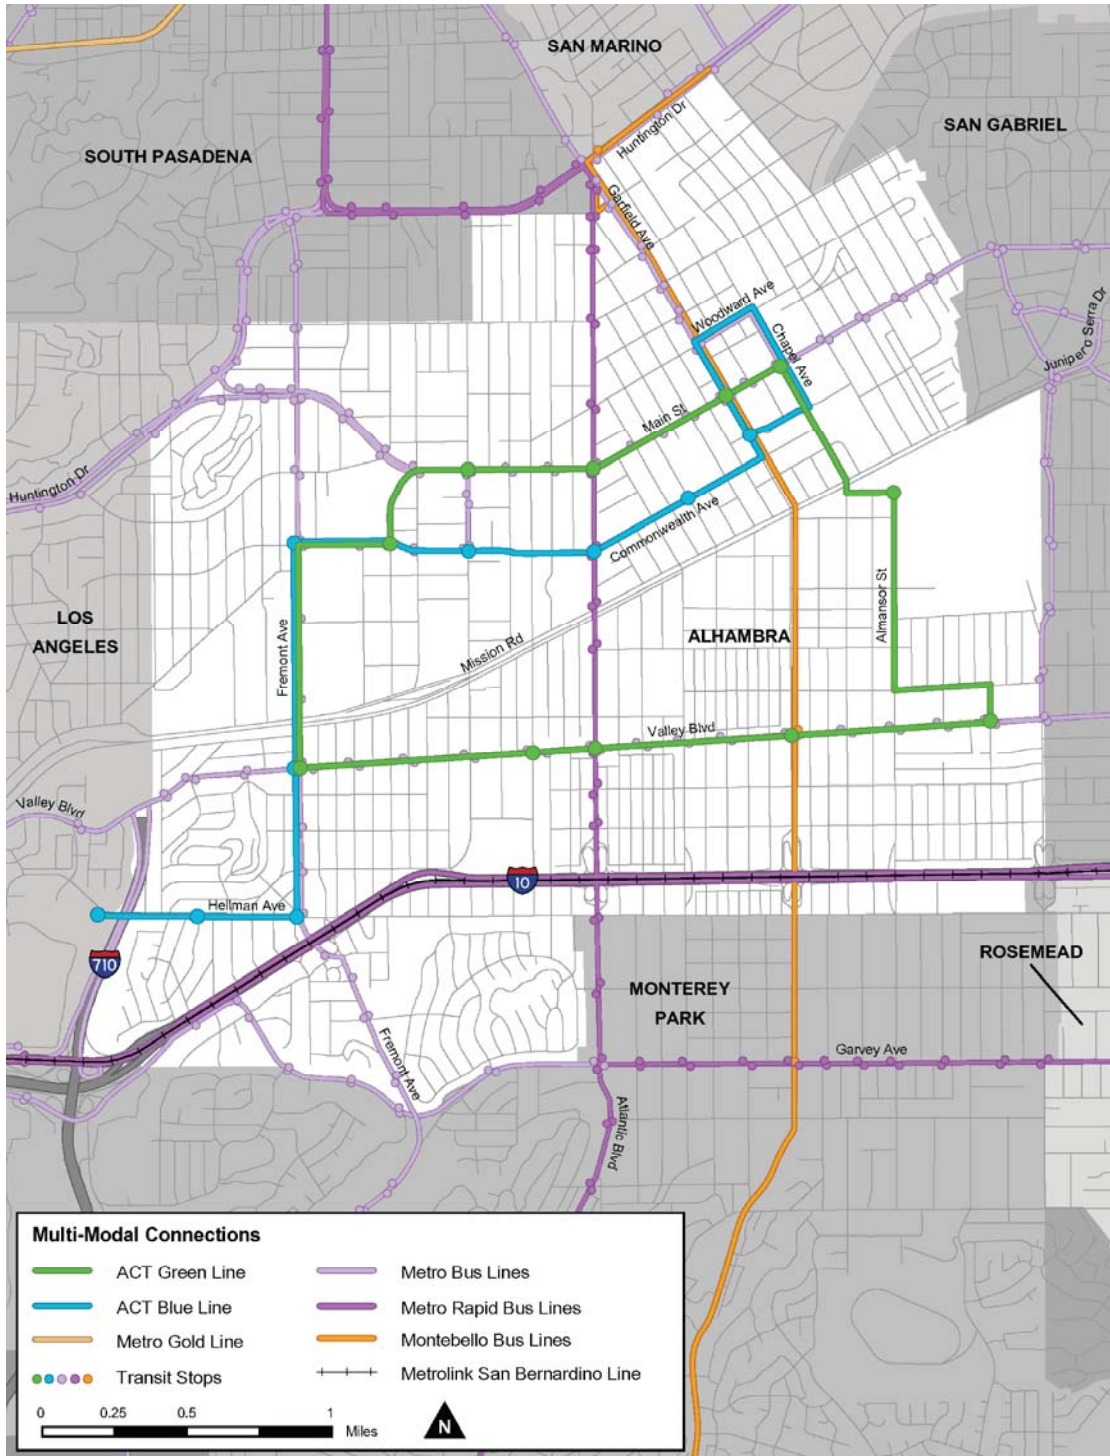 SAN MARINO
Huntington Dr
SAN GABRIEL
SOUTH PASADENA
Garfield Ave
Woodward Ave
Chapel Ave
Junipero Serra Dr
Main St
Huntington Dr
Commonwealth Ave
LOS
ANGELES
Fremont Ave
Mission Rd
ALHAMBRA
Almansor St
Valley Blvd
Valley Blvd
10
Hellman Ave
710
ROSEMEAD
MONTEREY
PARK
Fremont Ave
Garvey Ave
Atlantic Blvd
Multi-Modal Connections
ACT Green Line
ACT Blue Line
Metro Gold Line
Transit Stops
Metro Bus Lines
Metro Rapid Bus Lines
Montebello Bus Lines
Metrolink San Bernardino Line
0 0.25 0.5 1
Miles
N